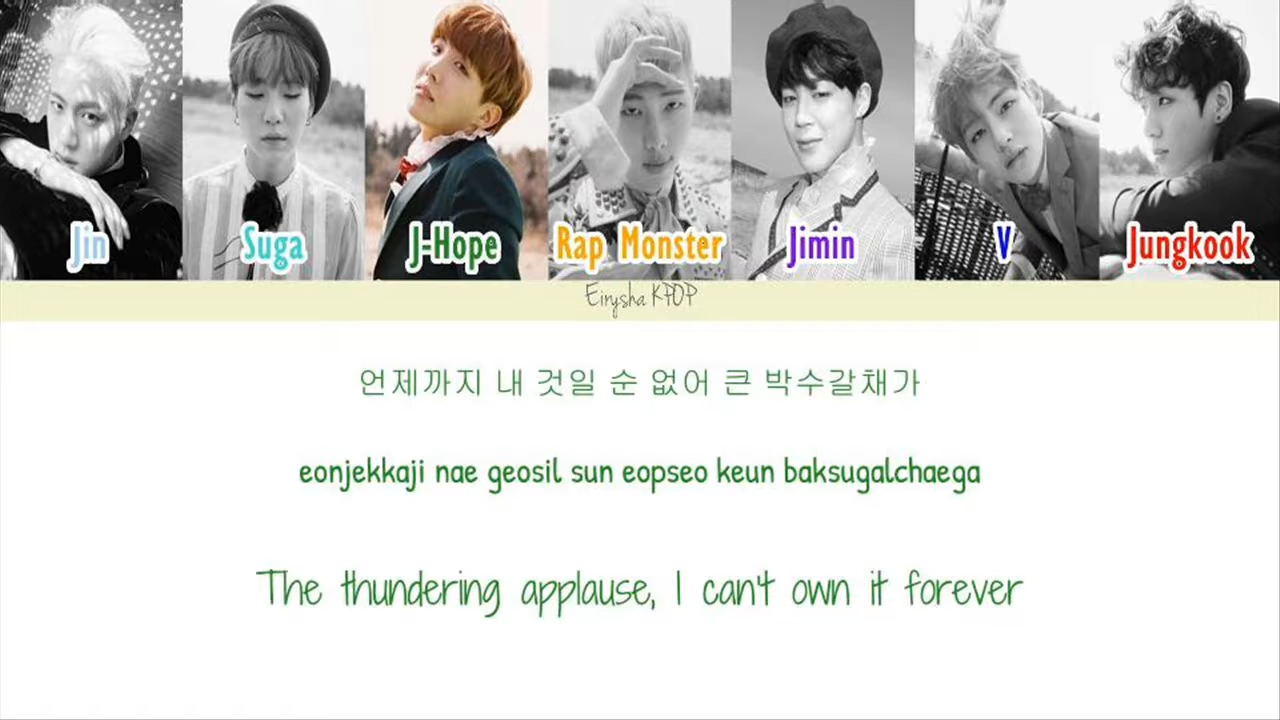 Jin Suga J-Hope Rap Monster Jimin V Jungkook
Eirysha KPOP
언제까지 내 것일 순 없어 큰 박수갈채가
eonjekkaji nae geosil sun eopseo keun baksugalchaega
The thundering applause, I can't own it forever